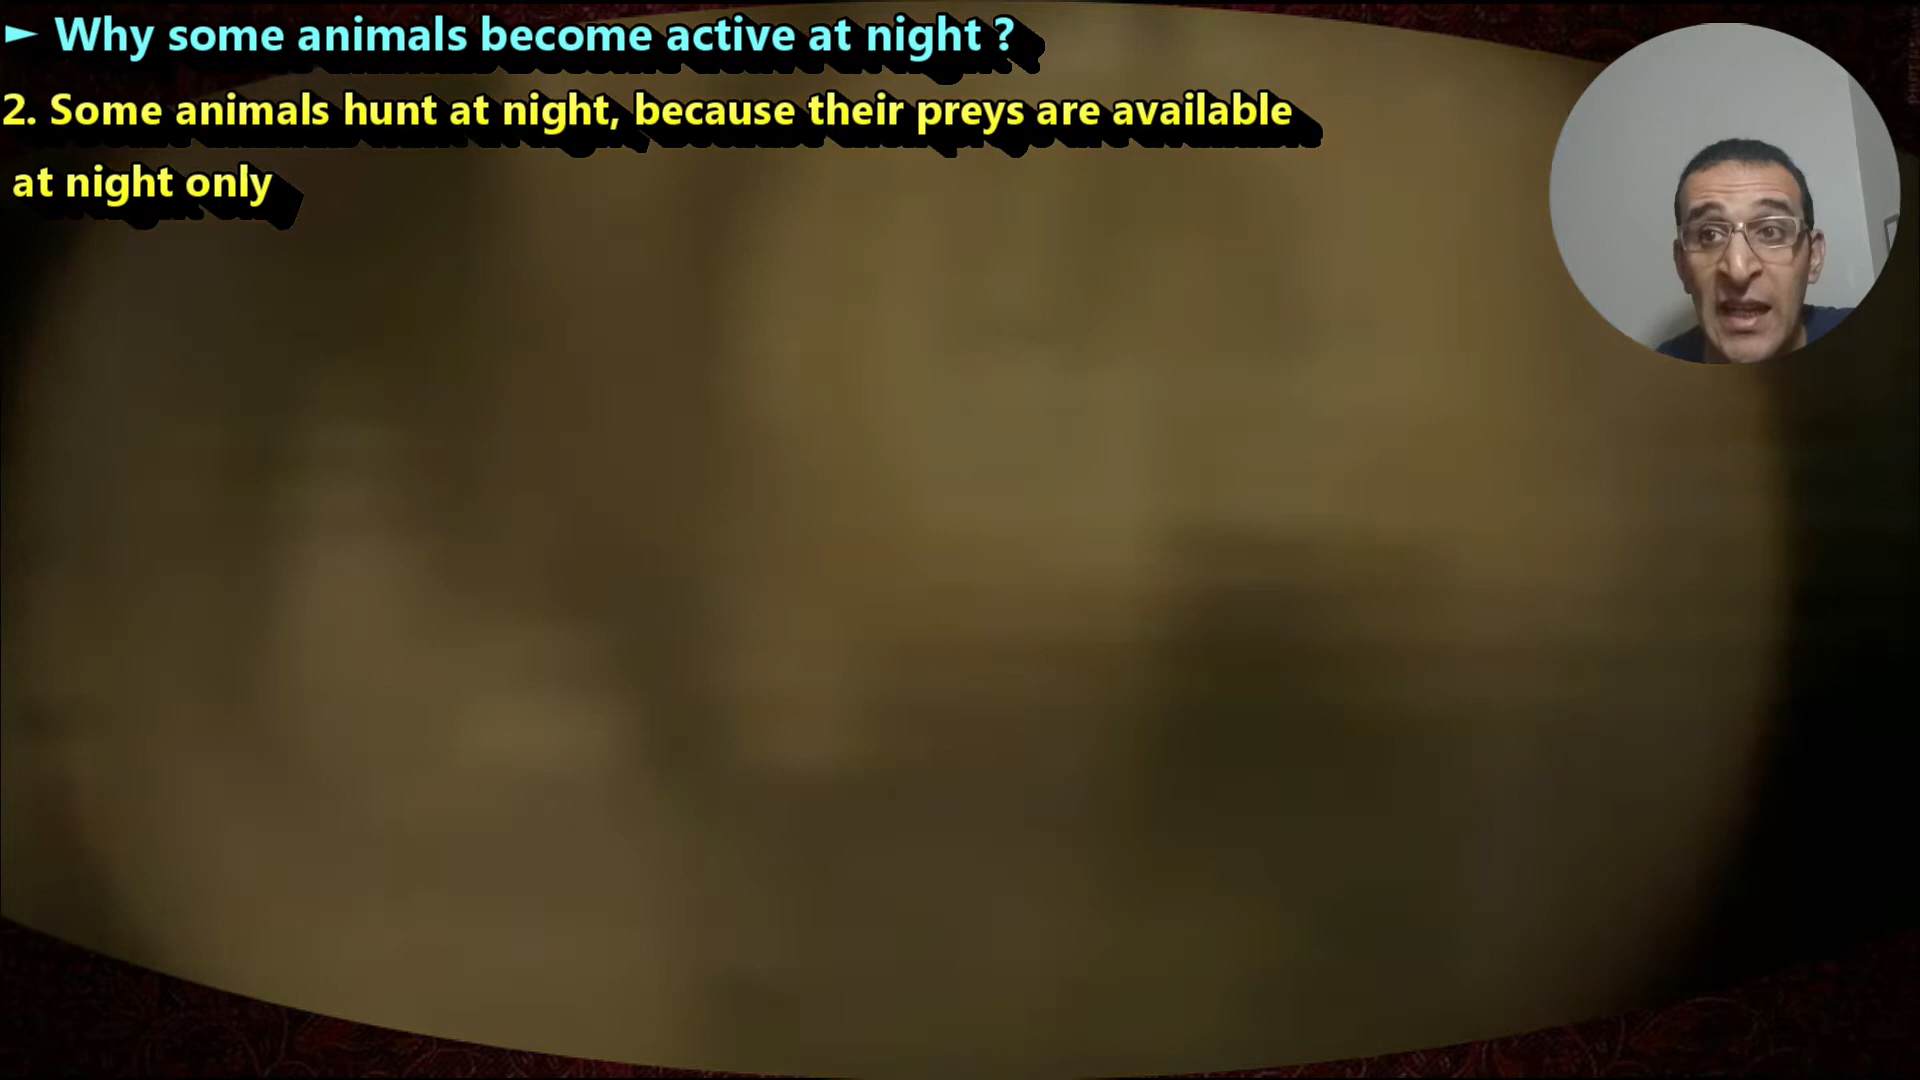 ► Why some animals become active at night ?
2. Some animals hunt at night, because their preys are available
at night only